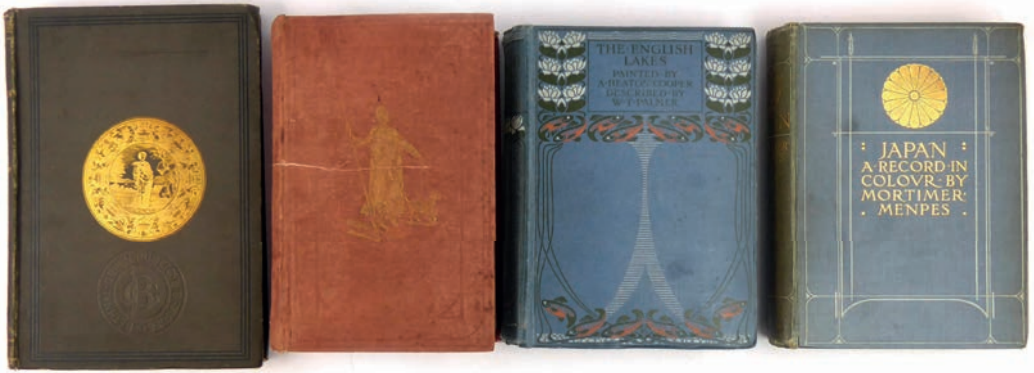 THE·ENGLISH
LAKES
PAINTED·BY
A·HEATON·COOPER
DESCRIBED·BY
W·T·PALMER
JAPAN
A·RECORD·IN
COLOVR·BY
MORTIMER·
MENPES